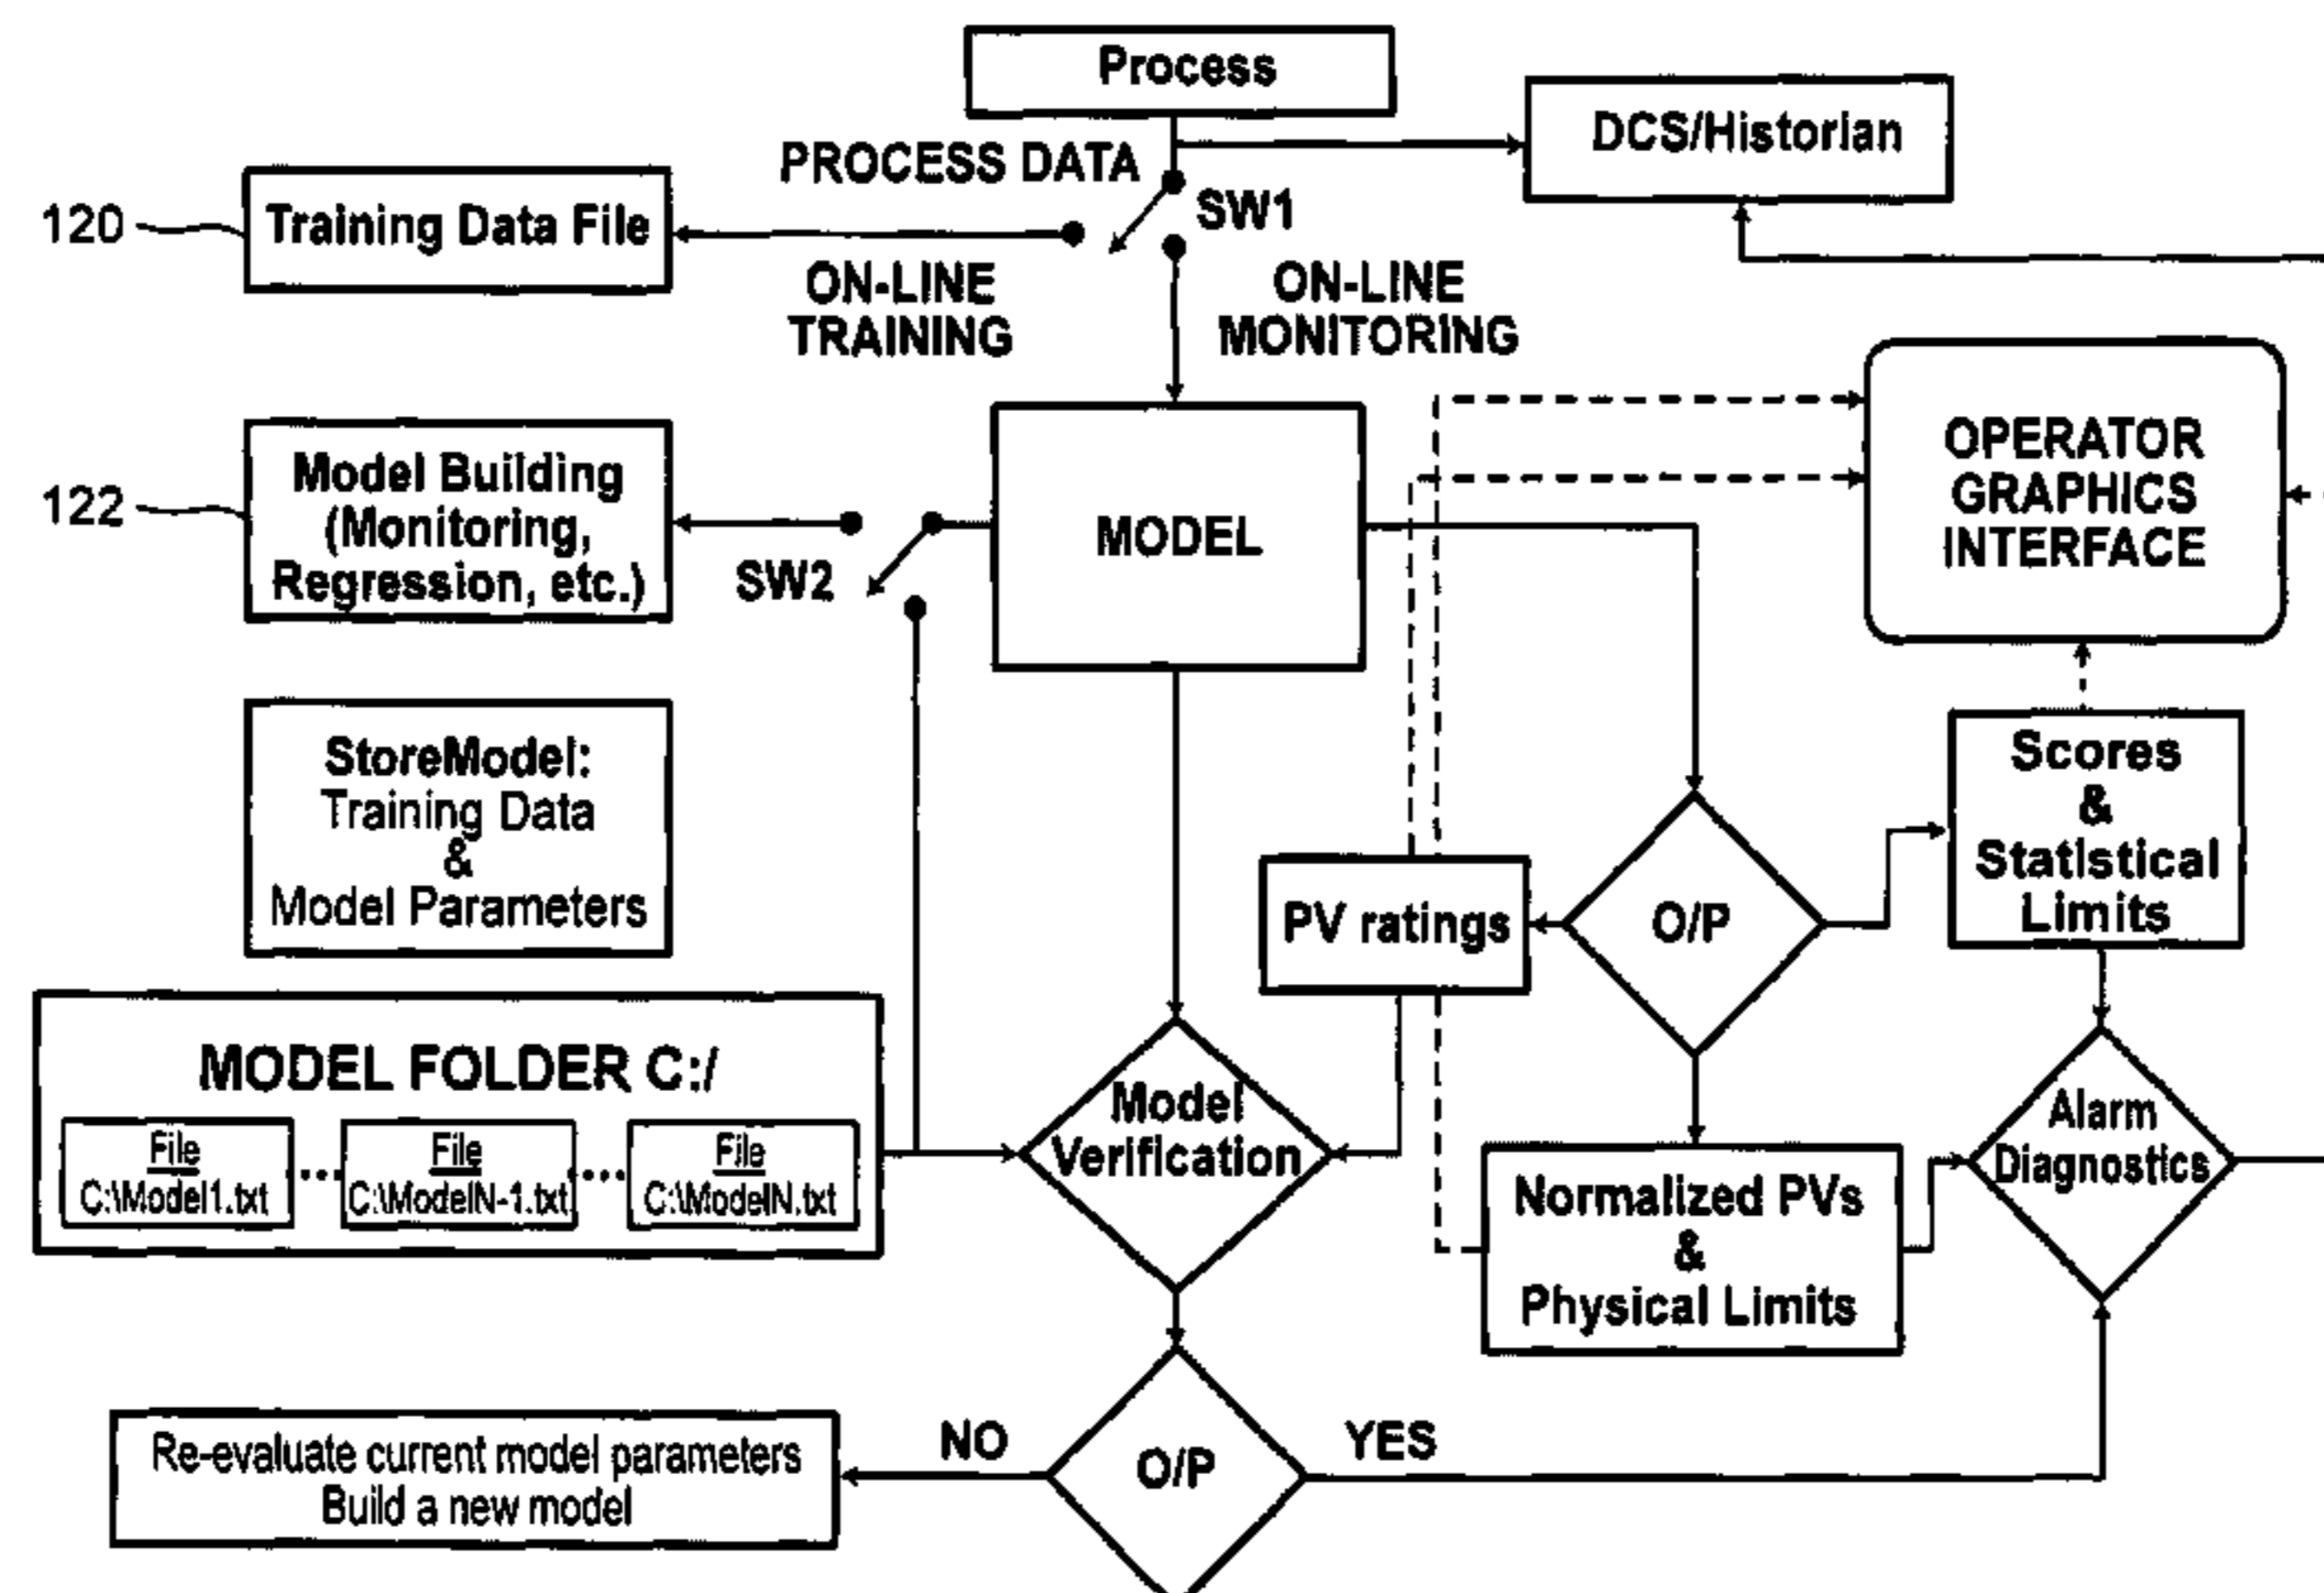 Process
DCS/Historian
PROCESS DATA
SW1
120
Training Data File
ON-LINE
TRAINING
ON-LINE
MONITORING
122
Model Building
(Monitoring,
Regression, etc.)
SW2
MODEL
OPERATOR
GRAPHICS
INTERFACE
StoreModel:
Training Data
&
Model Parameters
Scores
&
Statistical
Limits
PV ratings
O/P
MODEL FOLDER C:/
File
C:\Model1.txt
...
File
C:\ModelN-1.txt
...
File
C:\ModelN.txt
Model
Verification
Alarm
Diagnostics
Normalized PVs
&
Physical Limits
Re-evaluate current model parameters
Build a new model
NO
O/P
YES